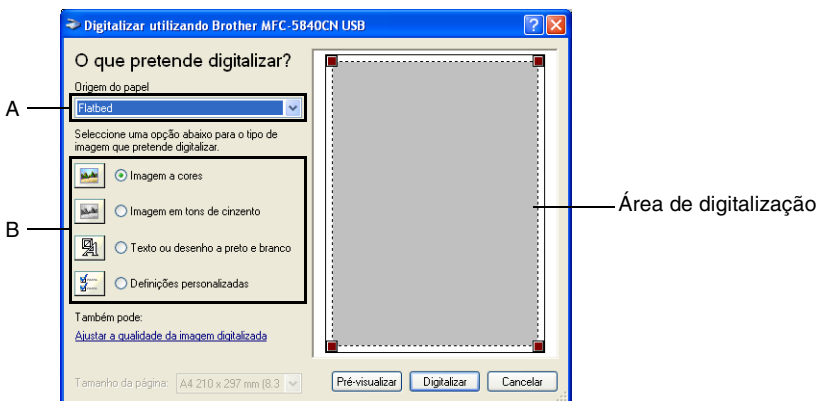 Digitalizar utilizando Brother MFC-5840CN USB
O que pretende digitalizar?
Origem do papel
A
Flatbed
Seleccione uma opção abaixo para o tipo de
imagem que pretende digitalizar.
B
Imagem a cores
Imagem em tons de cinzento
Texto ou desenho a preto e branco
Definições personalizadas
Também pode:
Ajustar a qualidade da imagem digitalizada
Tamanho da página: A4 210 x 297 mm (8.3
Área de digitalização
Pré-visualizar Digitalizar Cancelar